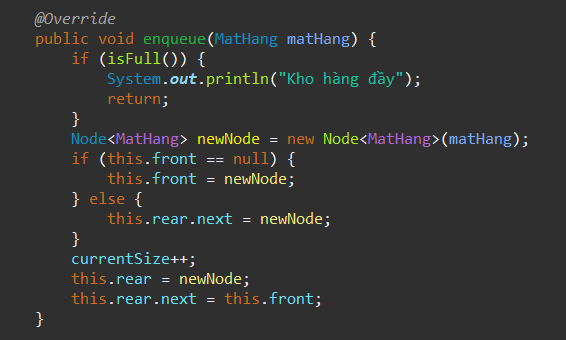 @Override
public void enqueue(MatHang matHang) {
if (isFull()) {
System.out.println("Kho hàng đầy");
return;
}
Node<MatHang> newNode = new Node<MatHang>(matHang);
if (this.front == null) {
this.front = newNode;
} else {
this.rear.next = newNode;
}
currentSize++;
this.rear = newNode;
this.rear.next = this.front;
}